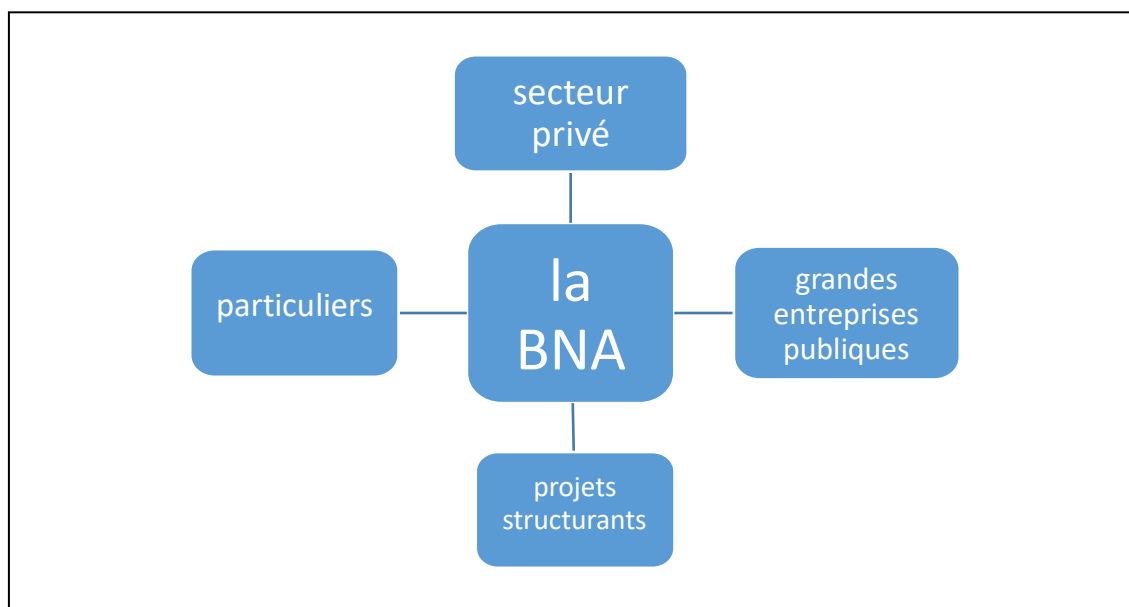 secteur
privé
particuliers
la
BNA
grandes
entreprises
publiques
projets
structurants